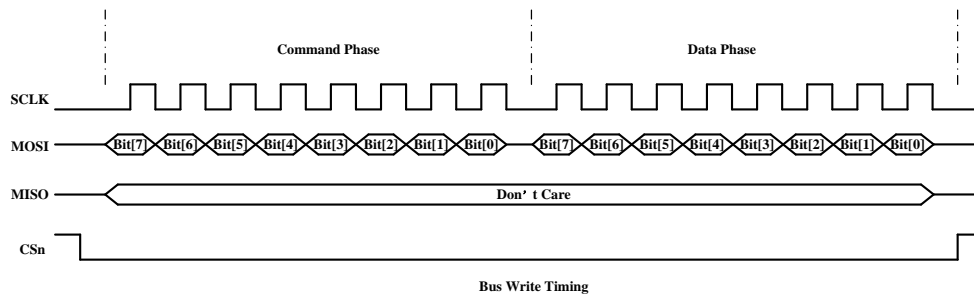 Command Phase Data Phase
SCLK
MOSI Bit[7] Bit[6] Bit[5] Bit[4] Bit[3] Bit[2] Bit[1] Bit[0] Bit[7] Bit[6] Bit[5] Bit[4] Bit[3] Bit[2] Bit[1] Bit[0]
MISO Don’ t Care
CSn
Bus Write Timing